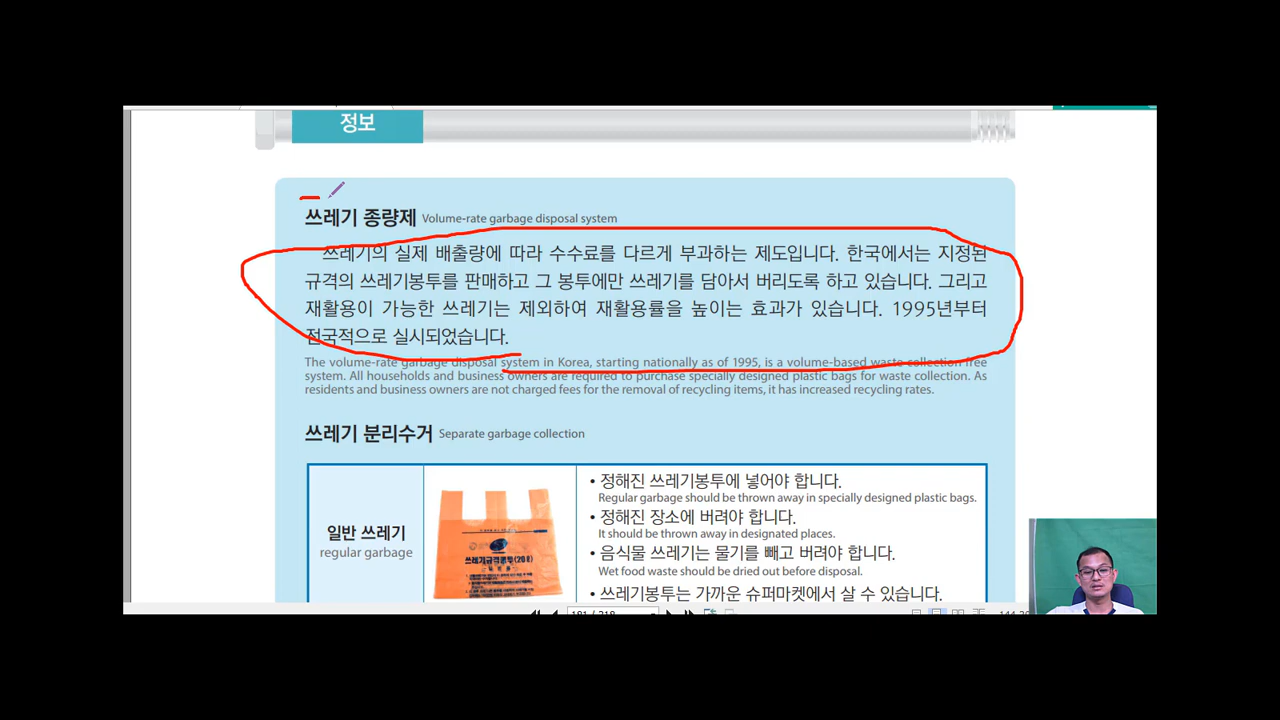 정보
쓰레기 종량제 Volume-rate garbage disposal system
쓰레기의 실제 배출량에 따라 수수료를 다르게 부과하는 제도입니다. 한국에서는 지정된
규격의 쓰레기봉투를 판매하고 그 봉투에만 쓰레기를 담아서 버리도록 하고 있습니다. 그리고
재활용이 가능한 쓰레기는 제외하여 재활용률을 높이는 효과가 있습니다. 1995년부터
전국적으로 실시되었습니다.
The volume-rate garbage disposal system in Korea, starting nationally as of 1995, is a volume-based waste collection free
system. All households and business owners are required to purchase specially designed plastic bags for waste collection. As
residents and business owners are not charged fees for the removal of recycling items, it has increased recycling rates.
쓰레기 분리수거 Separate garbage collection
일반 쓰레기
regular garbage
쓰레기규격봉투(20ℓ)
• 정해진 쓰레기봉투에 넣어야 합니다.
Regular garbage should be thrown away in specially designed plastic bags.
• 정해진 장소에 버려야 합니다.
It should be thrown away in designated places.
• 음식물 쓰레기는 물기를 빼고 버려야 합니다.
Wet food waste should be dried out before disposal.
• 쓰레기봉투는 가까운 슈퍼마켓에서 살 수 있습니다.
181 / 318